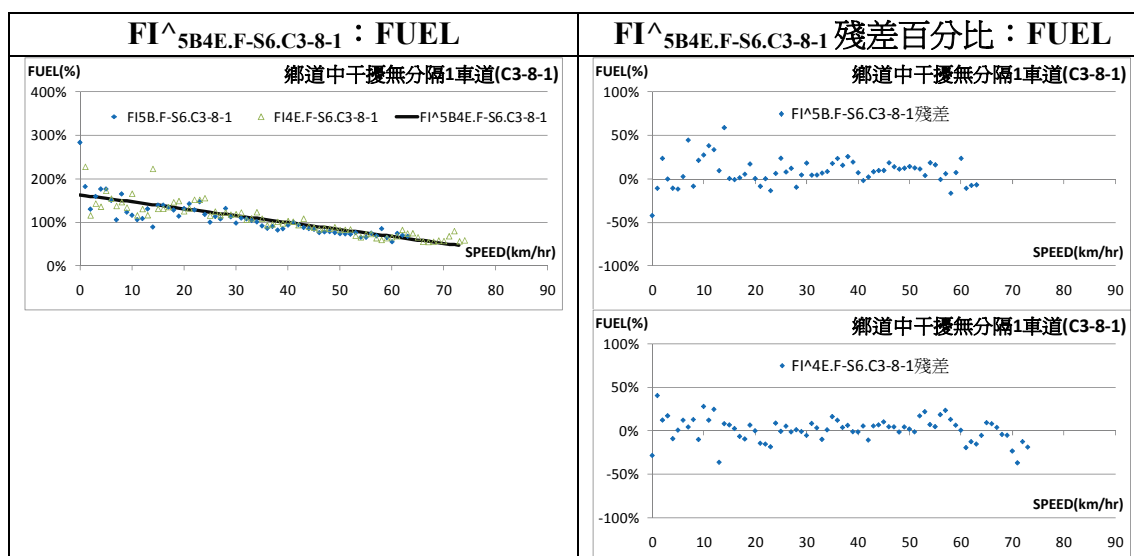 FI^5B4E.F-S6.C3-8-1：FUEL
FI^5B4E.F-S6.C3-8-1 殘差百分比：FUEL
FUEL(%)
鄉道中干擾無分隔1車道(C3-8-1)
400%
FI5B.F-S6.C3-8-1
FI4E.F-S6.C3-8-1
FI^5B4E.F-S6.C3-8-1
300%
200%
100%
SPEED(km/hr)
0%
0 10 20 30 40 50 60 70 80 90
FUEL(%)
鄉道中干擾無分隔1車道(C3-8-1)
100%
FI^5B.F-S6.C3-8-1殘差
50%
0%
-50%
SPEED(km/hr)
-100%
0 10 20 30 40 50 60 70 80 90
FUEL(%)
鄉道中干擾無分隔1車道(C3-8-1)
100%
FI^4E.F-S6.C3-8-1殘差
50%
0%
-50%
SPEED(km/hr)
-100%
0 10 20 30 40 50 60 70 80 90